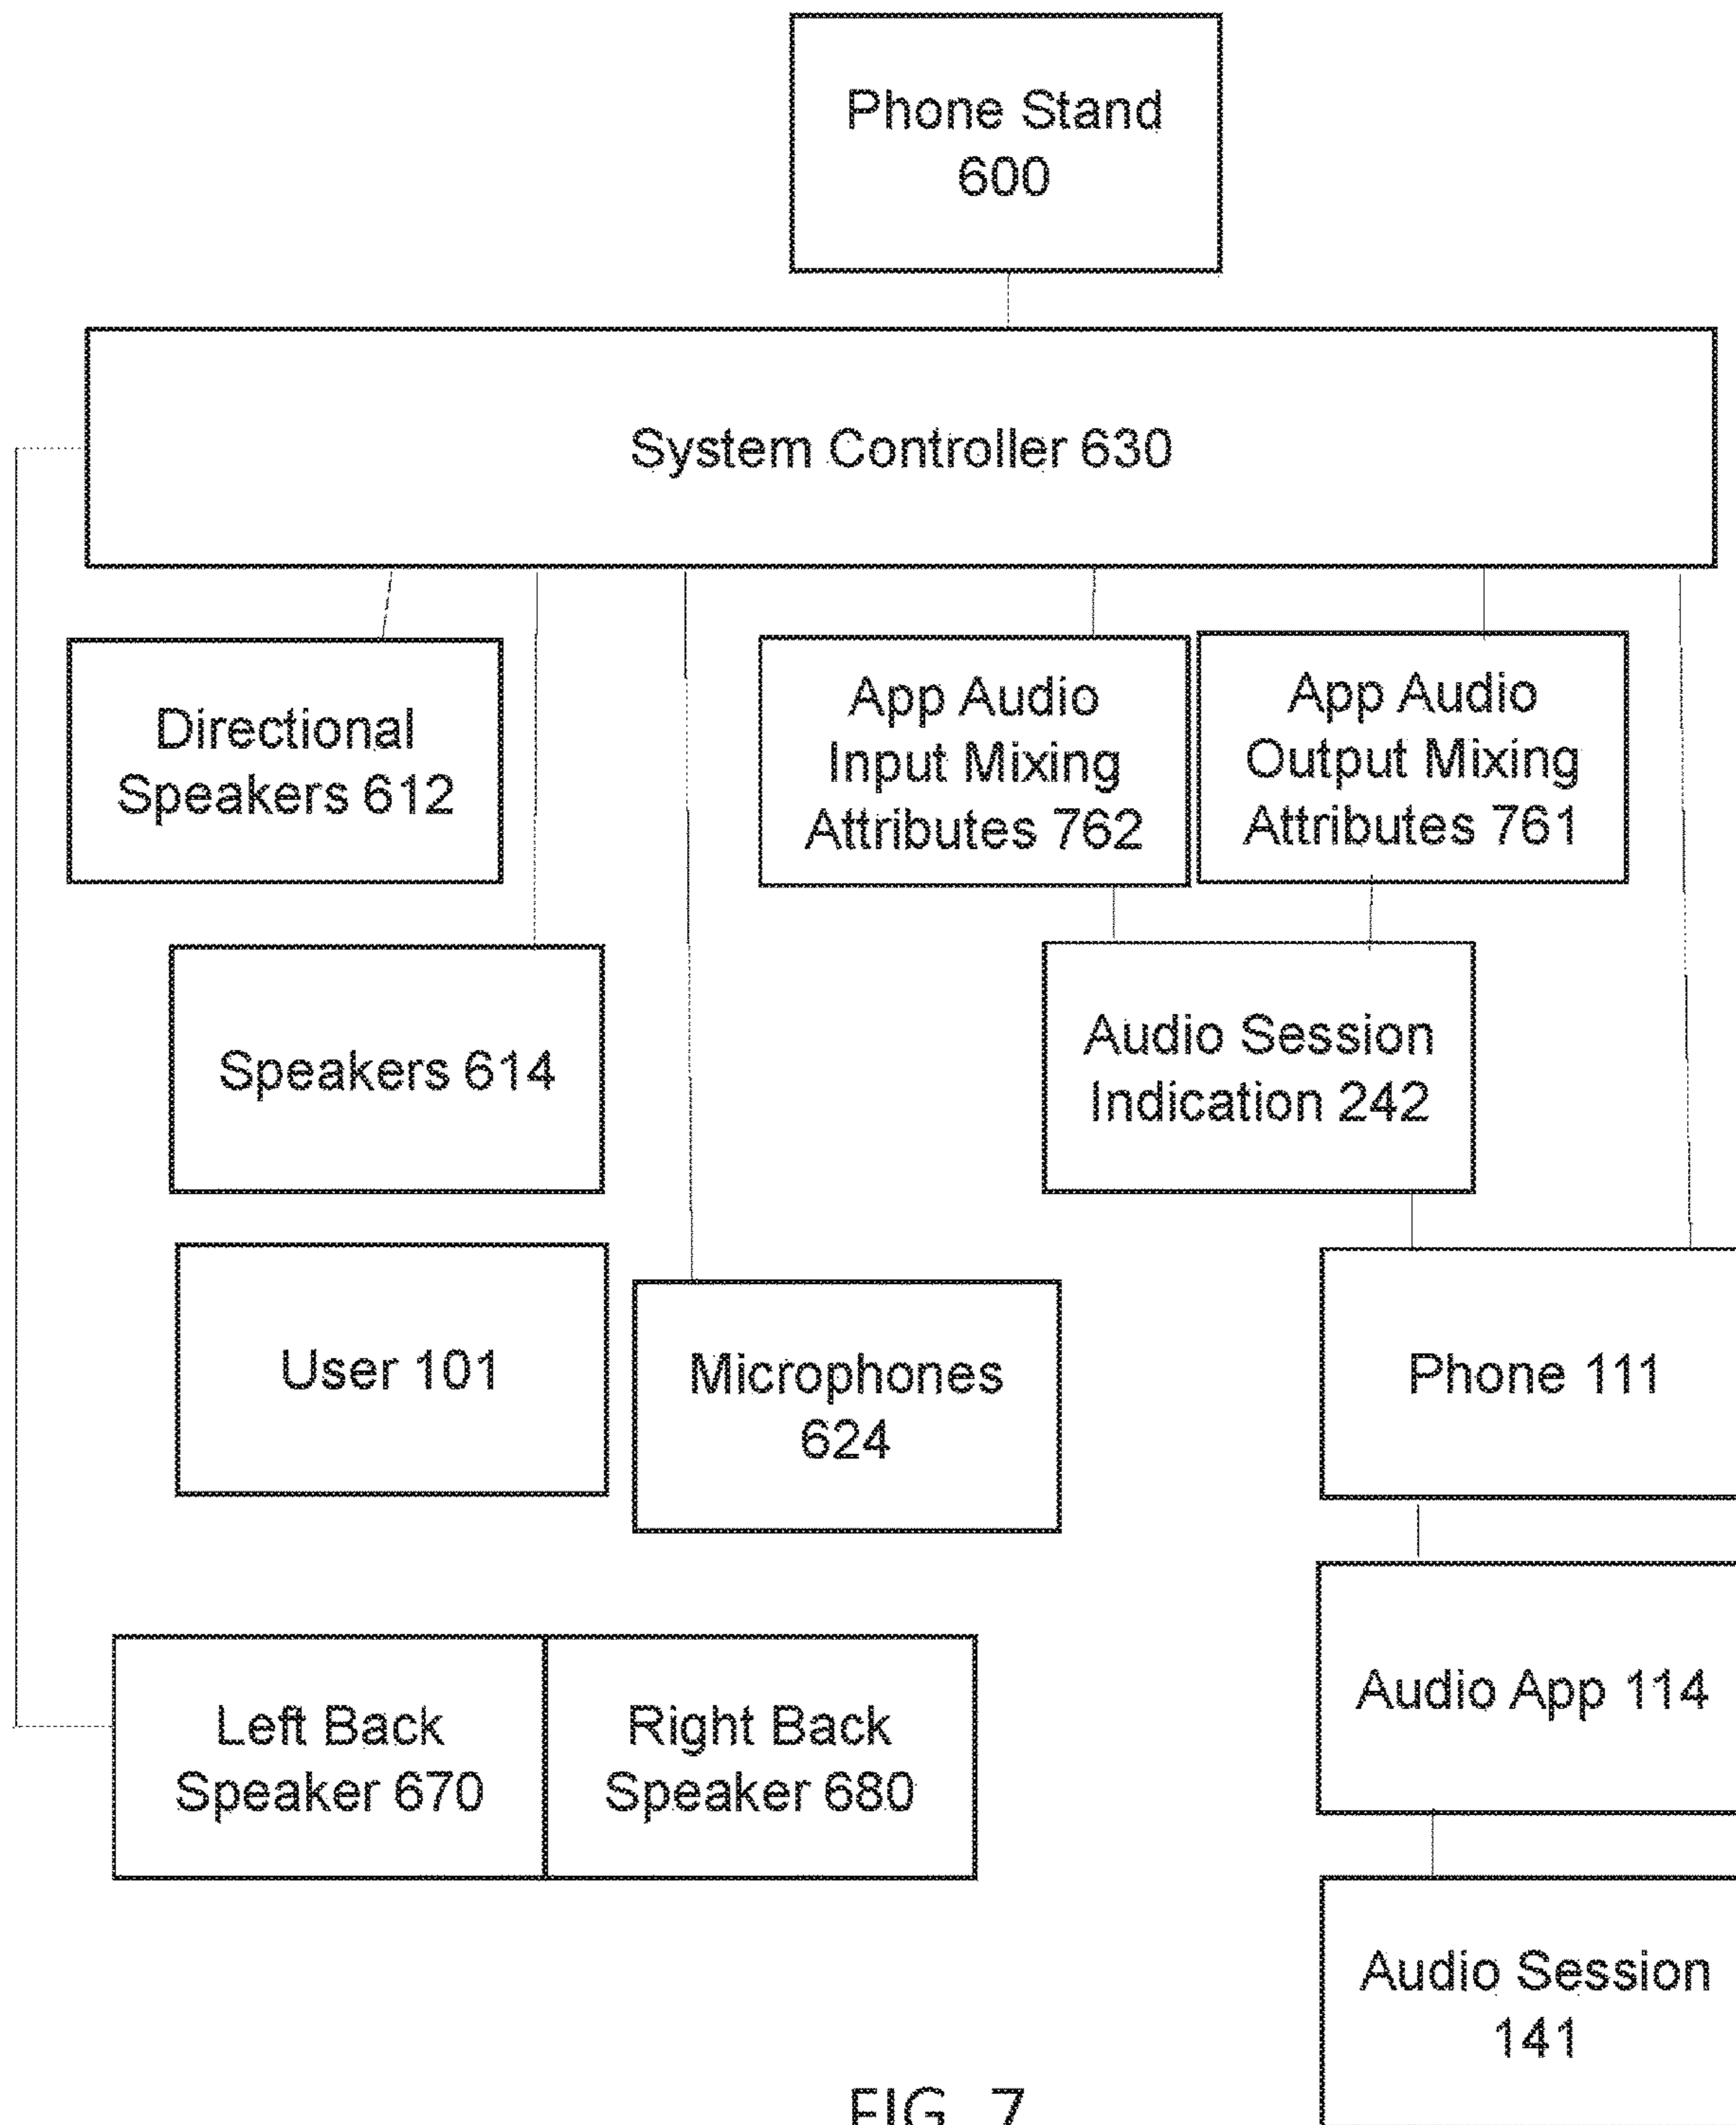 Phone Stand
600
System Controller 630
Directional
Speakers 612
App Audio
Input Mixing
Attributes 762
App Audio
Output Mixing
Attributes 761
Speakers 614
Audio Session
Indication 242
User 101
Microphones
624
Phone 111
Left Back
Speaker 670
Right Back
Speaker 680
Audio App 114
Audio Session
141
FIG. 7